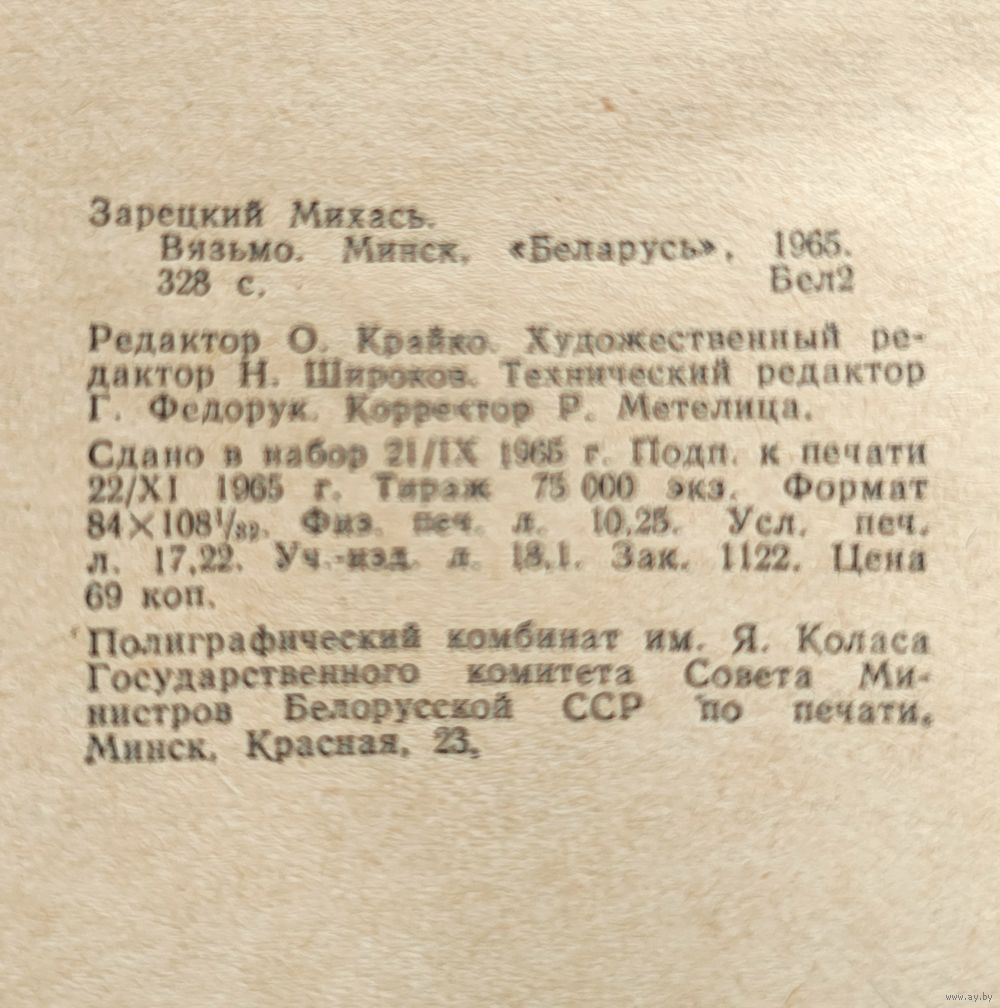 Зарецкий Михась.
Вязьмо. Минск, «Беларусь», 1965.
328 с. Бел2
Редактор О. Крайко. Художественный ре-
дактор Н. Широков. Технический редактор
Г. Федорук. Корректор Р. Метелица.
Сдано в набор 21/IX 1965 г. Подп. к печати
22/XI 1965 г. Тираж 75 000 экз. Формат
84×108¹/₃₂. Физ. печ. л. 10,25. Усл. печ.
л. 17,22. Уч.-изд. л. 18,1. Зак. 1122. Цена
69 коп.
Полиграфический комбинат им. Я. Коласа
Государственного комитета Совета Ми-
нистров Белорусской ССР по печати.
Минск, Красная, 23.
www.ay.by